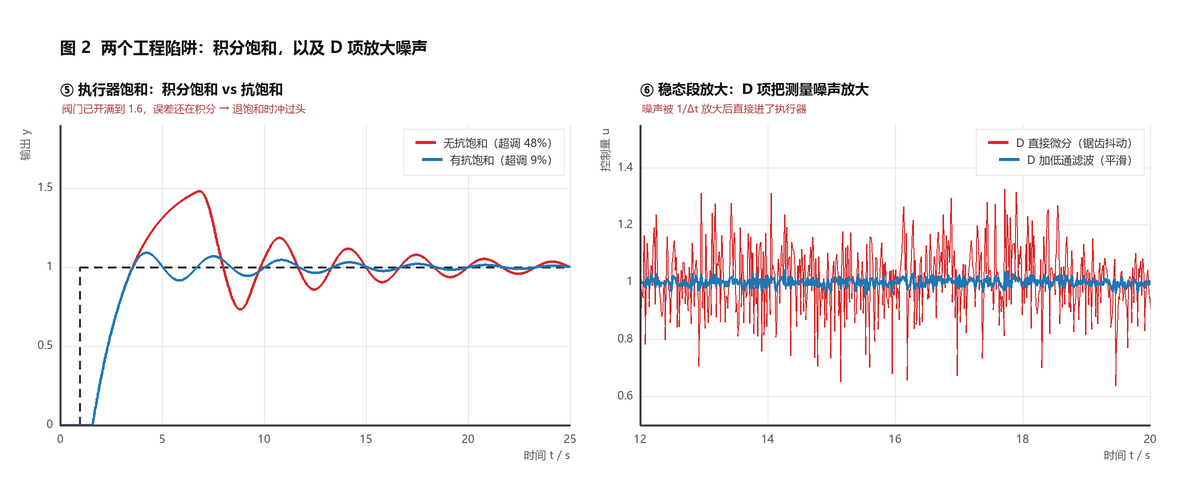 图 2 两个工程陷阱：积分饱和，以及 D 项放大噪声
⑤ 执行器饱和：积分饱和 vs 抗饱和
阀门已开满到 1.6，误差还在积分 → 退饱和时冲过头
输出 y
无抗饱和（超调 48%）
有抗饱和（超调 9%）
1.5
1
0.5
0
0 5 10 15 20 25
时间 t / s
⑥ 稳态段放大：D 项把测量噪声放大
噪声被 1/Δt 放大后直接进了执行器
控制量 u
D 直接微分（锯齿抖动）
D 加低通滤波（平滑）
1.4
1.2
1
0.8
0.6
12 14 16 18 20
时间 t / s